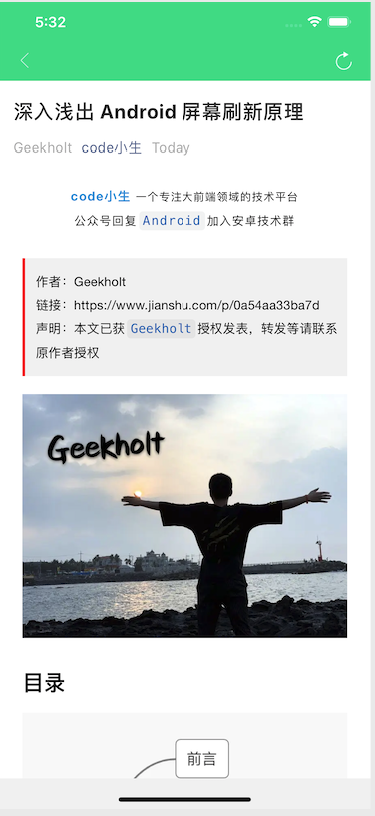 5:32
深入浅出 Android 屏幕刷新原理
Geekholt code小生 Today
code小生 一个专注大前端领域的技术平台
公众号回复 Android 加入安卓技术群
作者：Geekholt
链接：https://www.jianshu.com/p/0a54aa33ba7d
声明：本文已获 Geekholt 授权发表，转发等请联系
原作者授权
Geekholt
目录
前言